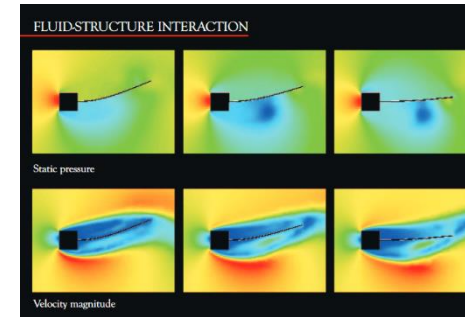 FLUID-STRUCTURE INTERACTION
Static pressure
Velocity magnitude